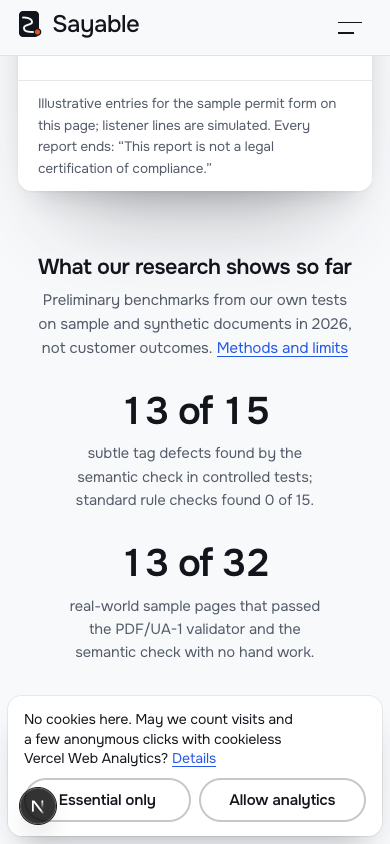 Sayable
Illustrative entries for the sample permit form on
this page; listener lines are simulated. Every
report ends: “This report is not a legal
certification of compliance.”
What our research shows so far
Preliminary benchmarks from our own tests
on sample and synthetic documents in 2026,
not customer outcomes. Methods and limits
13 of 15
subtle tag defects found by the
semantic check in controlled tests;
standard rule checks found 0 of 15.
13 of 32
real-world sample pages that passed
the PDF/UA-1 validator and the
semantic check with no hand work.
No cookies here. May we count visits and
a few anonymous clicks with cookieless
Vercel Web Analytics? Details
N Essential only Allow analytics